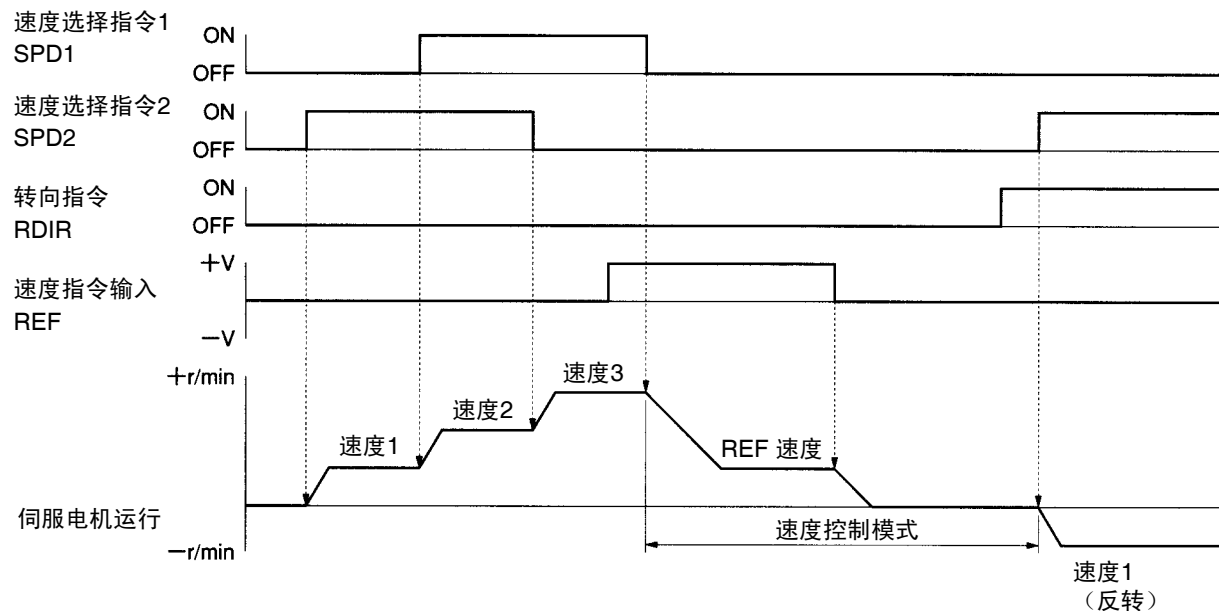 速度选择指令1
SPD1
ON
OFF
速度选择指令2
SPD2
ON
OFF
转向指令
RDIR
ON
OFF
速度指令输入
REF
+V
−V
+r/min
速度1
速度2
速度3
REF 速度
伺服电机运行
速度控制模式
−r/min
速度1
（反转）